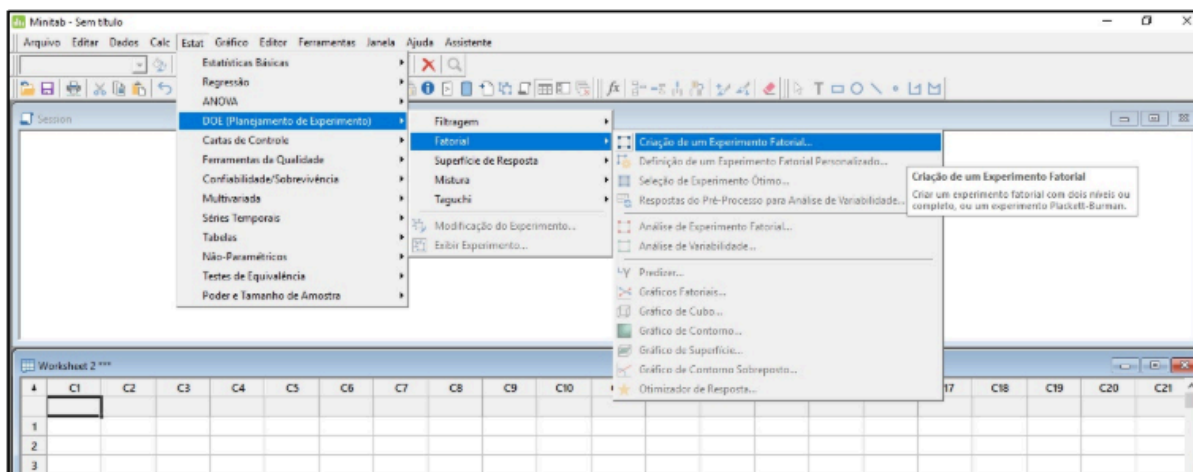 Minitab - Sem título
Arquivo Editar Dados Calc Estat Gráfico Editor Ferramentas Janela Ajuda Assistente
Estatísticas Básicas
Regressão
ANOVA
DOE (Planejamento de Experimento)
Cartas de Controle
Ferramentas da Qualidade
Confiabilidade/Sobrevivência
Multivariada
Séries Temporais
Tabelas
Não-Paramétricos
Testes de Equivalência
Poder e Tamanho de Amostra
Session
Filtragem
Fatorial
Superfície de Resposta
Mistura
Taguchi
Modificação do Experimento...
Exibir Experimento...
Criação de um Experimento Fatorial...
Definição de um Experimento Fatorial Personalizado...
Seleção de Experimento Ótimo...
Respostas do Pré-Processo para Análise de Variabilidade...
Análise de Experimento Fatorial...
Análise de Variabilidade...
Predizer...
Gráficos Fatoriais...
Gráfico de Cubo...
Gráfico de Contorno...
Gráfico de Superfície...
Gráfico de Contorno Sobreposto...
Otimizador de Resposta...
Criação de um Experimento Fatorial
Criar um experimento fatorial com dois níveis ou
completo, ou um experimento Plackett-Burman.
Worksheet 2 ***
C1 C2 C3 C4 C5 C6 C7 C8 C9 C10 17 C18 C19 C20 C21
1
2
3